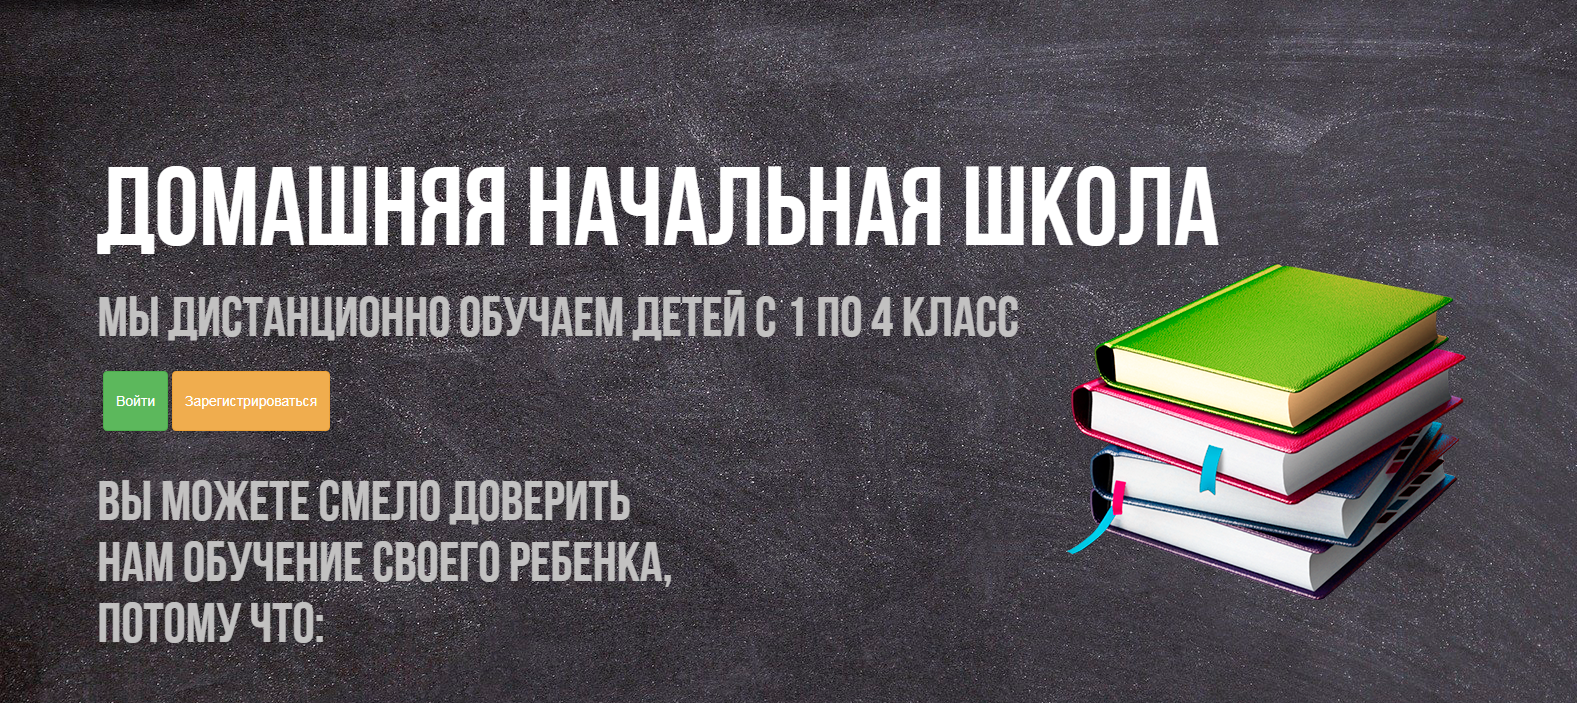 ДОМАШНЯЯ НАЧАЛЬНАЯ ШКОЛА
МЫ ДИСТАНЦИОННО ОБУЧАЕМ ДЕТЕЙ С 1 ПО 4 КЛАСС
Войти Зарегистрироваться
ВЫ МОЖЕТЕ СМЕЛО ДОВЕРИТЬ
НАМ ОБУЧЕНИЕ СВОЕГО РЕБЕНКА,
ПОТОМУ ЧТО: